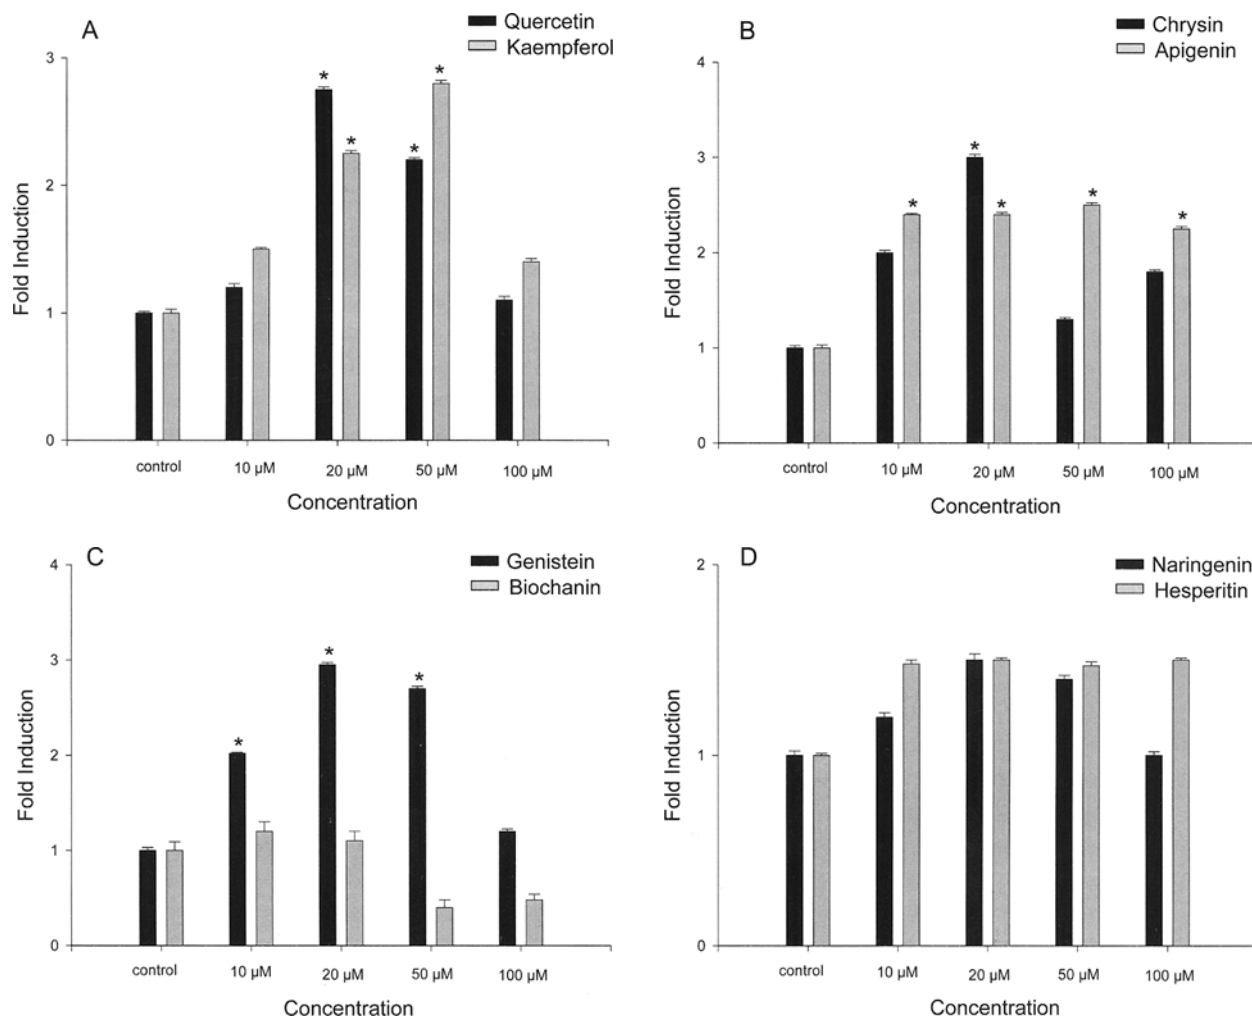 A
Quercetin
Kaempferol
3
2
1
0
Fold Induction
* * * *
control 10 µM 20 µM 50 µM 100 µM
Concentration
B
Chrysin
Apigenin
4
3
2
1
0
Fold Induction
* * * * *
control 10 µM 20 µM 50 µM 100 µM
Concentration
C
Genistein
Biochanin
4
3
2
1
0
Fold Induction
* * *
control 10 µM 20 µM 50 µM 100 µM
Concentration
D
Naringenin
Hesperitin
2
1
0
Fold Induction
control 10 µM 20 µM 50 µM 100 µM
Concentration